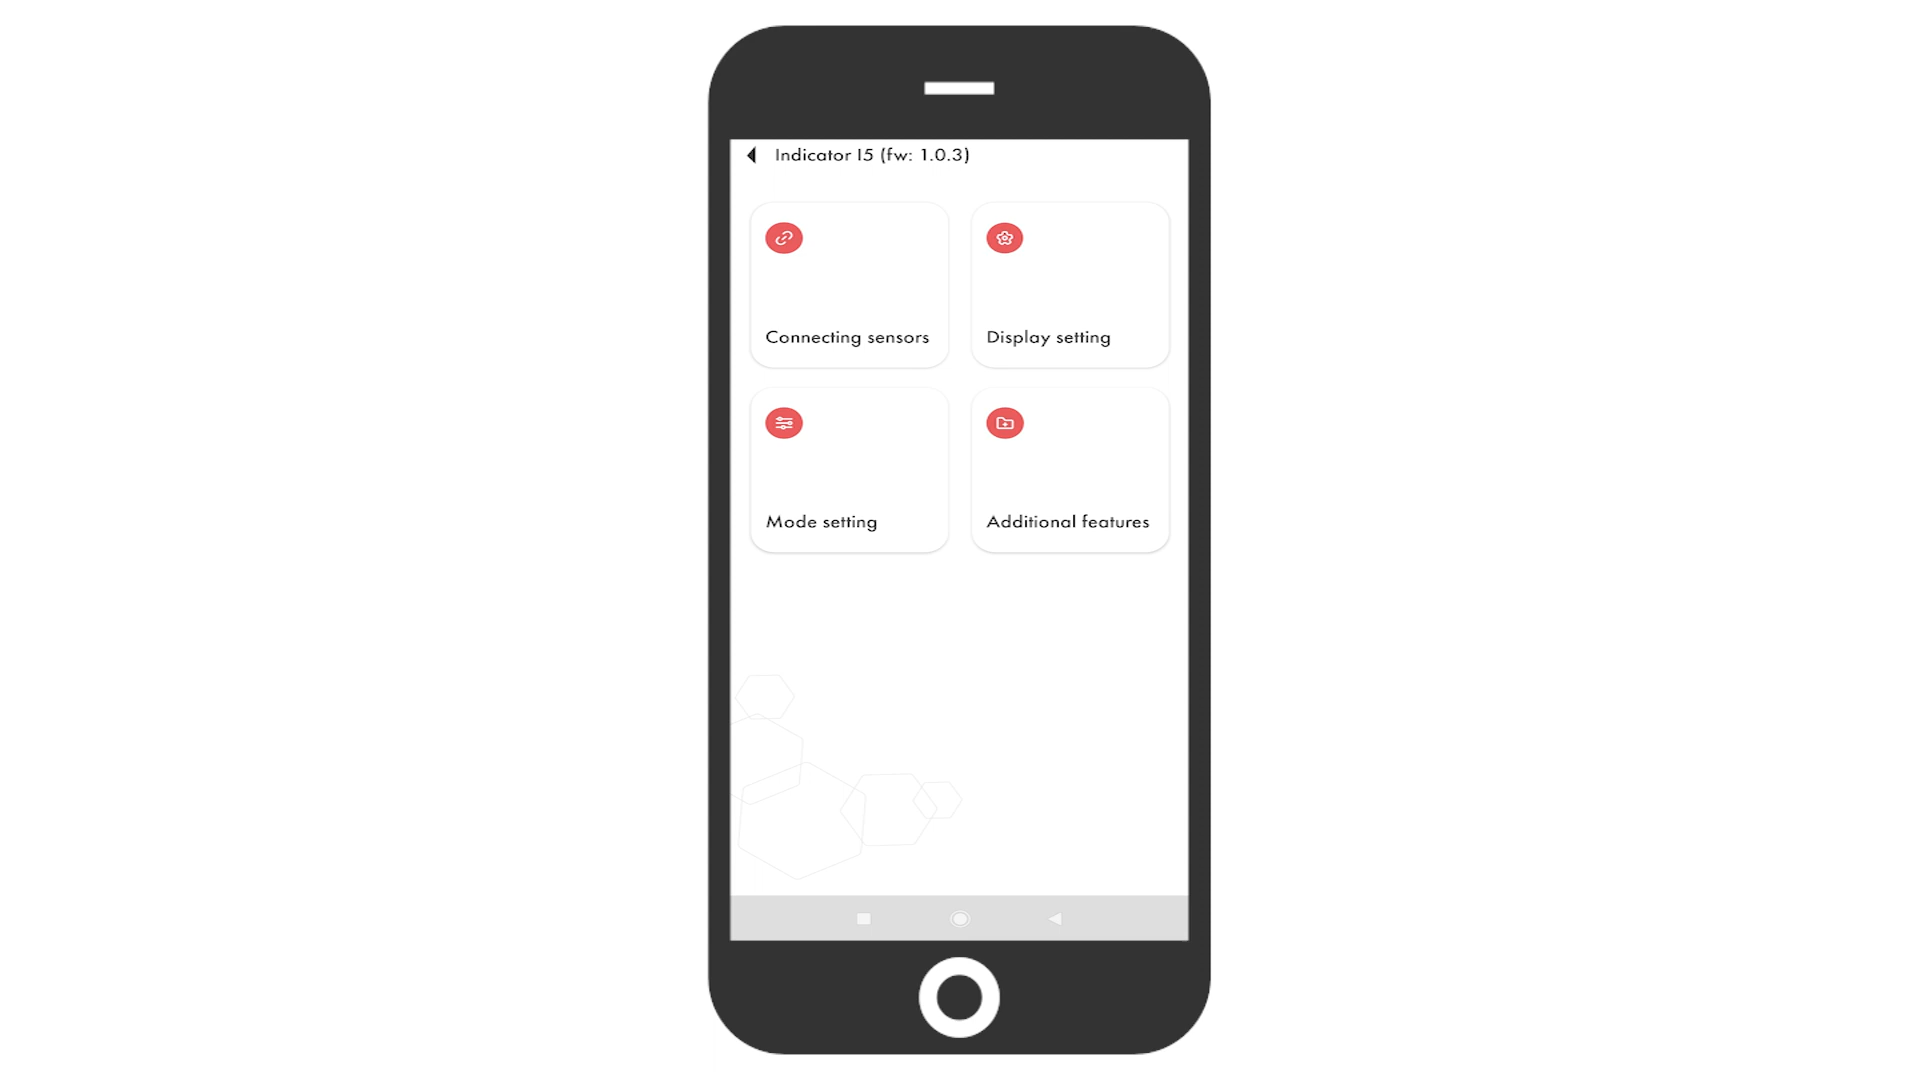 Indicator I5 (fw: 1.0.3)
Connecting sensors
Display setting
Mode setting
Additional features